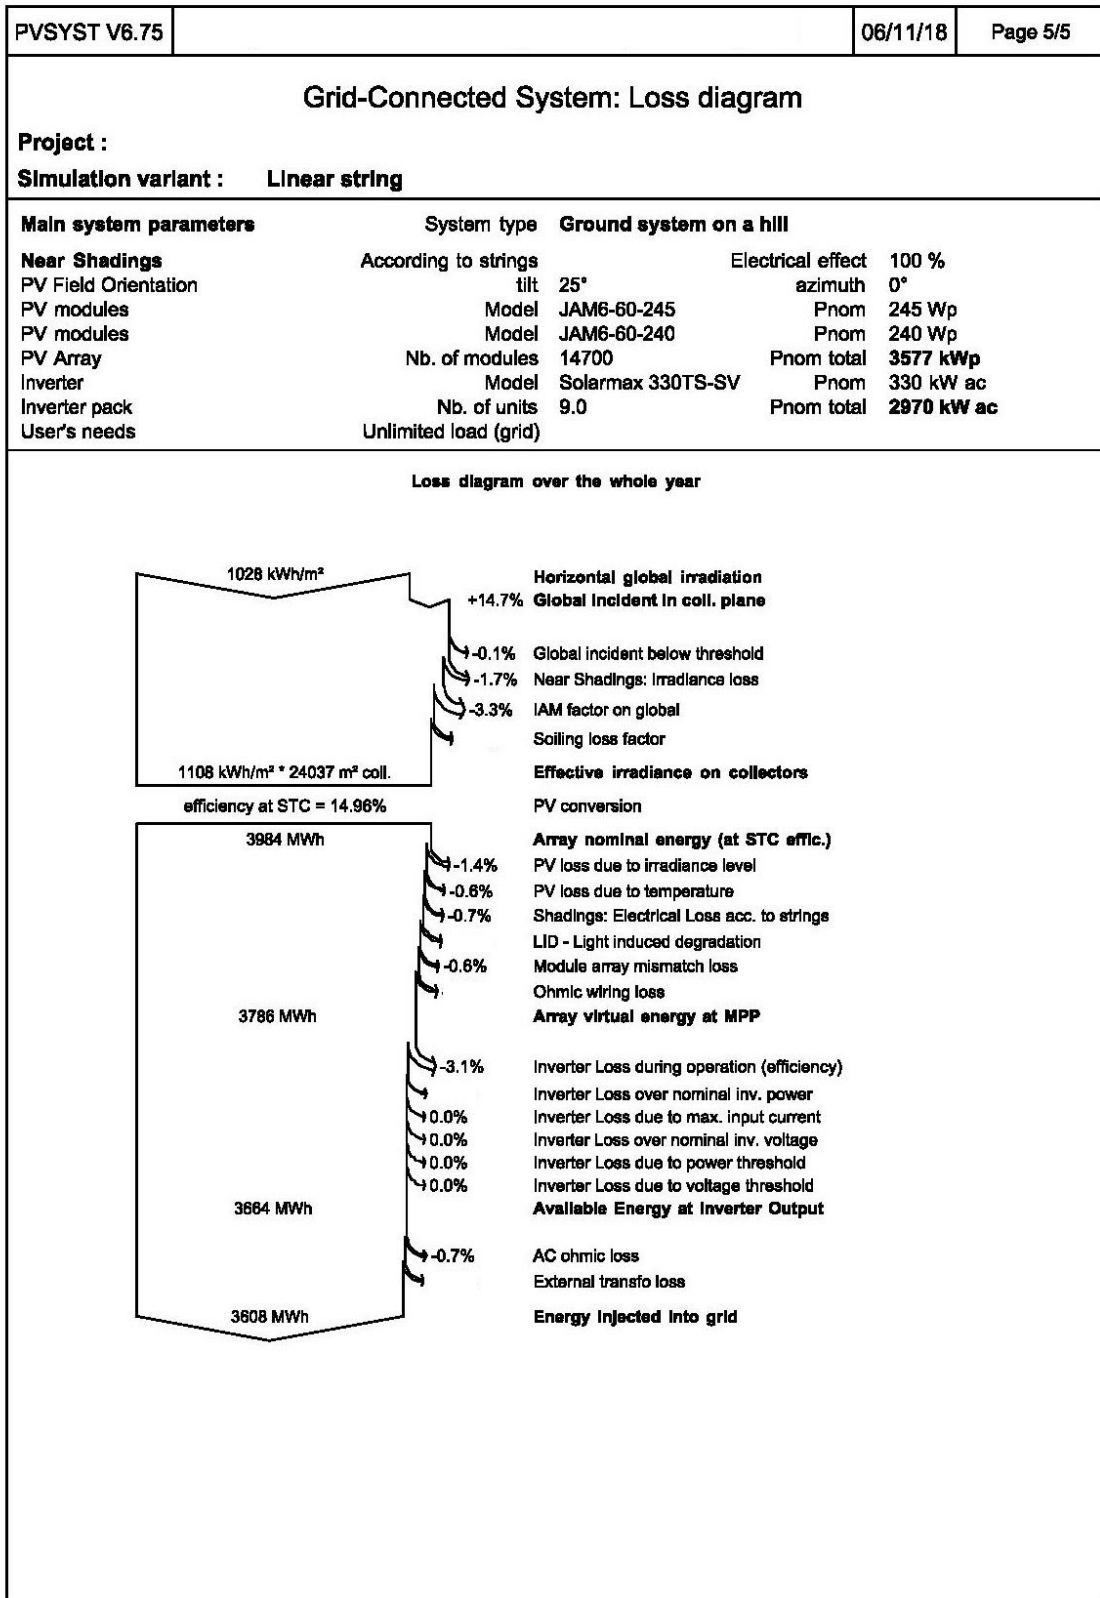 PVSYST V6.75 06/11/18 Page 5/5
Grid-Connected System: Loss diagram
Project :
Simulation variant : Linear string
Main system parameters System type Ground system on a hill
Near Shadings According to strings Electrical effect 100 %
PV Field Orientation tilt 25° azimuth 0°
PV modules Model JAM6-60-245 Pnom 245 Wp
PV modules Model JAM6-60-240 Pnom 240 Wp
PV Array Nb. of modules 14700 Pnom total 3577 kWp
Inverter Model Solarmax 330TS-SV Pnom 330 kW ac
Inverter pack Nb. of units 9.0 Pnom total 2970 kW ac
User's needs Unlimited load (grid)
Loss diagram over the whole year
1028 kWh/m² Horizontal global irradiation
+14.7% Global incident in coll. plane
-0.1% Global incident below threshold
-1.7% Near Shadings: irradiance loss
-3.3% IAM factor on global
Soiling loss factor
1108 kWh/m² * 24037 m² coll. Effective irradiance on collectors
efficiency at STC = 14.96% PV conversion
3984 MWh Array nominal energy (at STC effic.)
-1.4% PV loss due to irradiance level
-0.6% PV loss due to temperature
-0.7% Shadings: Electrical Loss acc. to strings
LID - Light induced degradation
-0.6% Module array mismatch loss
Ohmic wiring loss
3786 MWh Array virtual energy at MPP
-3.1% Inverter Loss during operation (efficiency)
Inverter Loss over nominal inv. power
0.0% Inverter Loss due to max. input current
0.0% Inverter Loss over nominal inv. voltage
0.0% Inverter Loss due to power threshold
0.0% Inverter Loss due to voltage threshold
3664 MWh Available Energy at Inverter Output
-0.7% AC ohmic loss
External transfo loss
3608 MWh Energy injected into grid